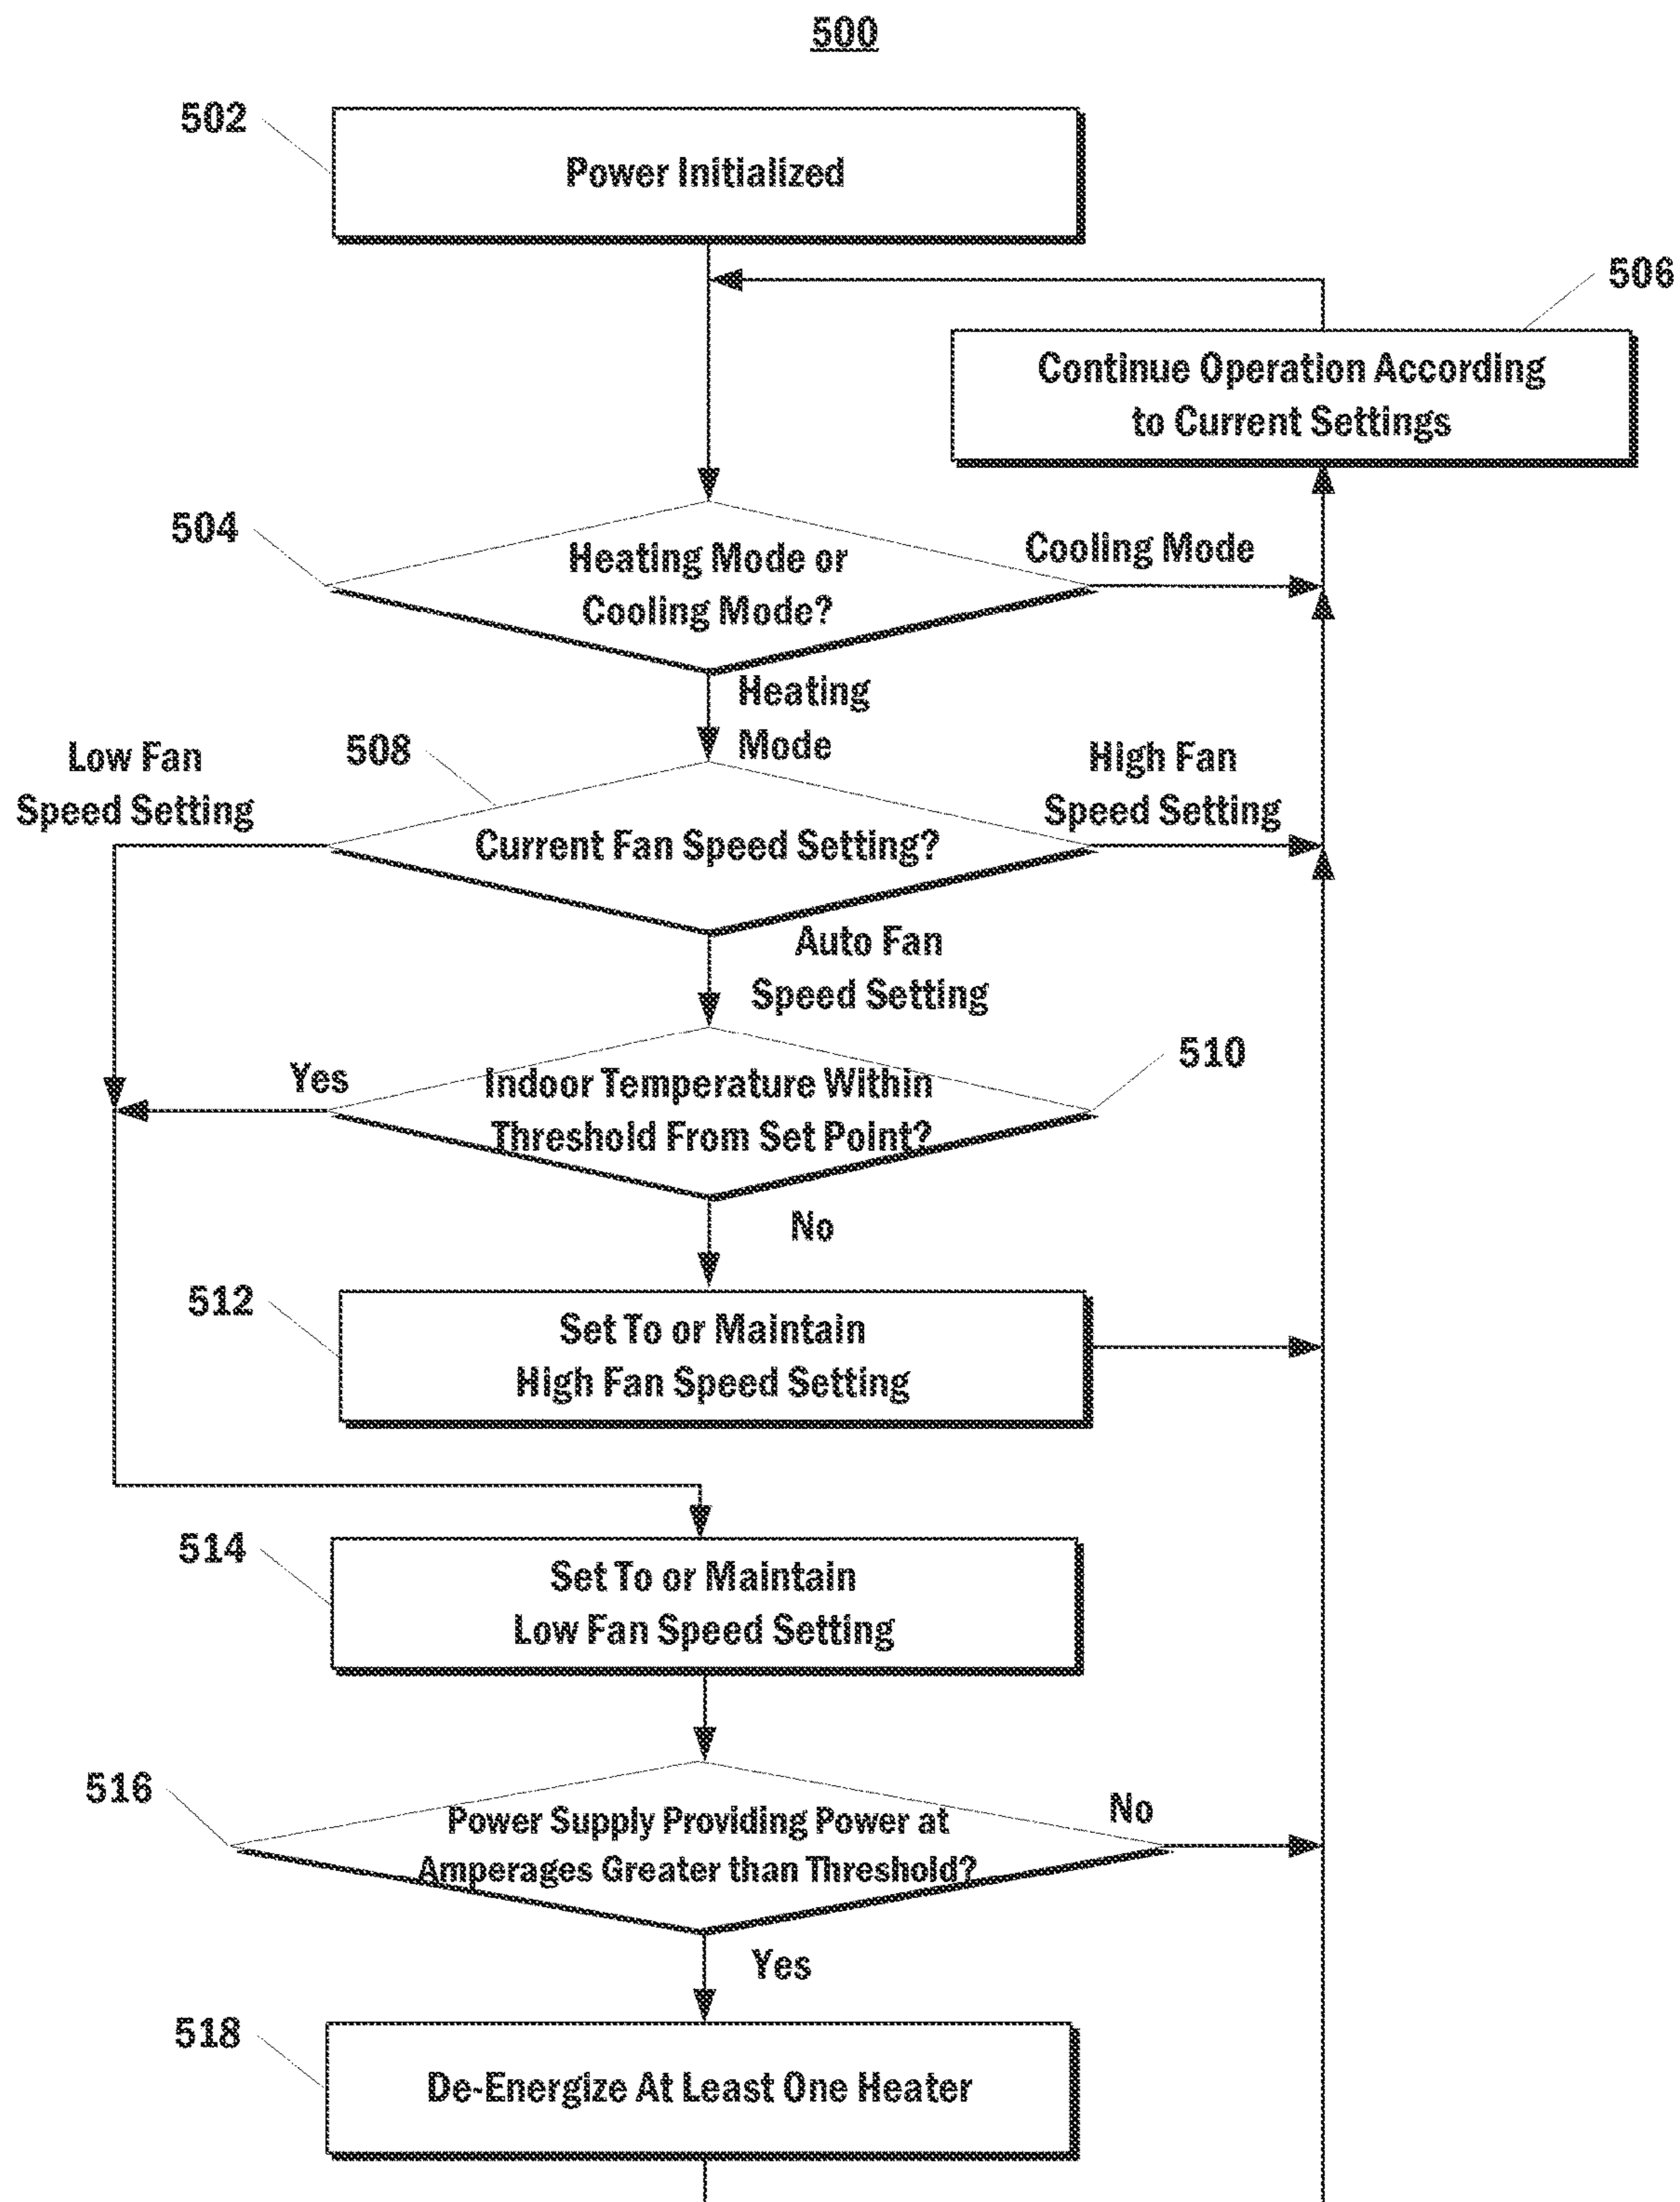 500
502
Power Initialized
506
Continue Operation According
to Current Settings
504
Heating Mode or
Cooling Mode?
Cooling Mode
Heating
Mode
508
Low Fan
Speed Setting
High Fan
Speed Setting
Current Fan Speed Setting?
Auto Fan
Speed Setting
510
Yes
Indoor Temperature Within
Threshold From Set Point?
No
512
Set To or Maintain
High Fan Speed Setting
514
Set To or Maintain
Low Fan Speed Setting
516
Power Supply Providing Power at
Amperages Greater than Threshold?
No
Yes
518
De-Energize At Least One Heater